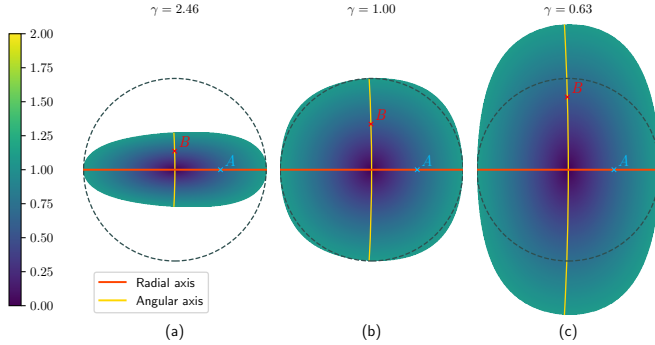 γ = 2.46
γ = 1.00
γ = 0.63
2.00
1.75
1.50
1.25
1.00
0.75
0.50
0.25
0.00
B
A
B
A
B
A
Radial axis
Angular axis
(a)
(b)
(c)